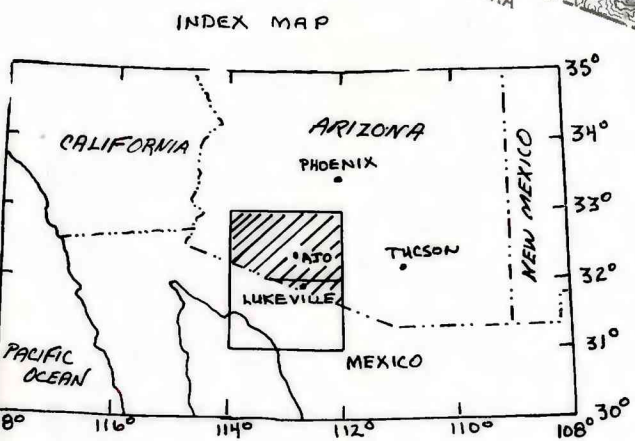 INDEX MAP
35°
CALIFORNIA
ARIZONA
34°
PHOENIX
NEW MEXICO
33°
AJO
TUCSON
32°
LUKEVILLE
31°
PACIFIC
OCEAN
MEXICO
30°
8° 116° 114° 112° 110° 108°